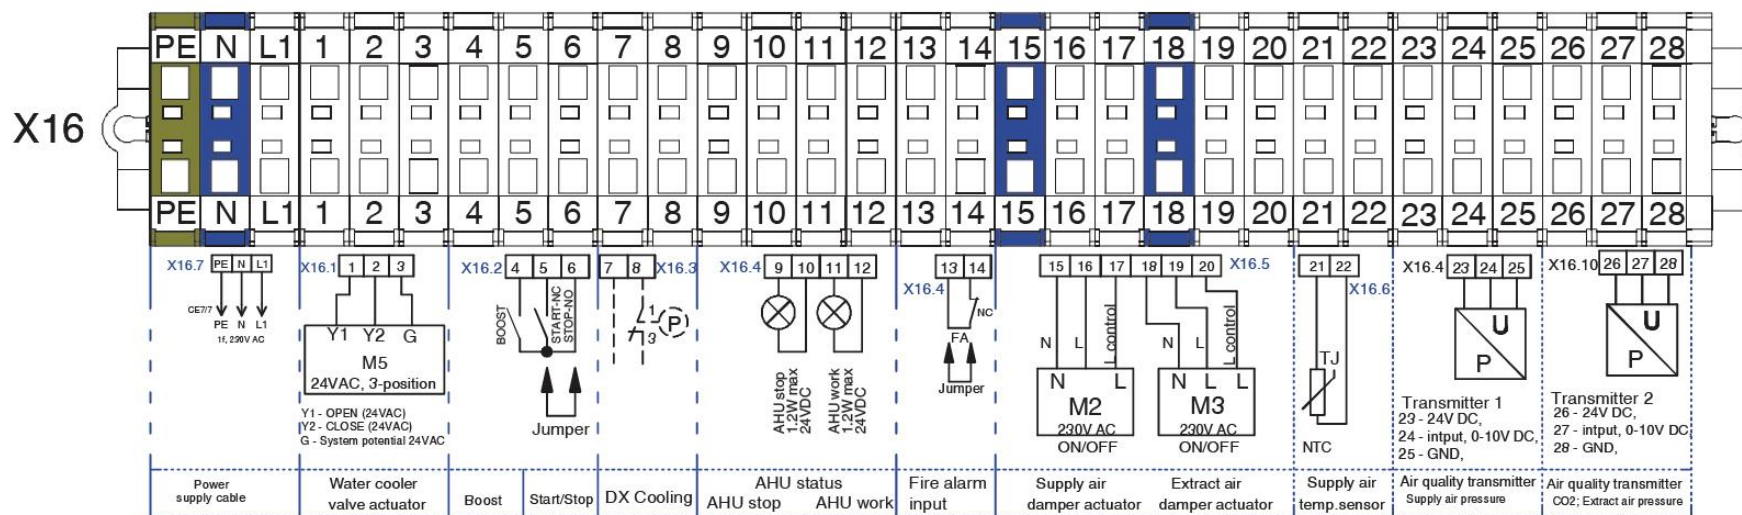 PE N L1 1 2 3 4 5 6 7 8 9 10 11 12 13 14 15 16 17 18 19 20 21 22 23 24 25 26 27 28
X16
PE N L1 1 2 3 4 5 6 7 8 9 10 11 12 13 14 15 16 17 18 19 20 21 22 23 24 25 26 27 28
X16.7 PE N L1
CE7/7
PE N L1
1f, 230V AC
Power
supply cable
X16.1 1 2 3
Y1 Y2 G
M5
24VAC, 3-position
Y1 - OPEN (24VAC)
Y2 - CLOSE (24VAC)
G - System potential 24VAC
Water cooler
valve actuator
X16.2 4 5 6
BOOST
START-NC
STOP-NO
Jumper
Boost
Start/Stop
7 8 X16.3
1
P
3
DX Cooling
X16.4 9 10 11 12
AHU stop
1.2W max
24VDC
AHU work
1.2W max
24VDC
AHU status
AHU stop AHU work
13 14
X16.4
NC
FA
Jumper
Fire alarm
input
15 16 17 18 19 20 X16.5
N L L control N L L control
N L
M2
230V AC
ON/OFF
N L L
M3
230V AC
ON/OFF
Supply air
damper actuator
Extract air
damper actuator
21 22
X16.6
TJ
NTC
Supply air
temp.sensor
X16.4 23 24 25
U
P
Transmitter 1
23 - 24V DC,
24 - intput, 0-10V DC,
25 - GND,
Air quality transmitter
Supply air pressure
X16.10 26 27 28
U
P
Transmitter 2
26 - 24V DC,
27 - intput, 0-10V DC,
28 - GND,
Air quality transmitter
CO2; Extract air pressure